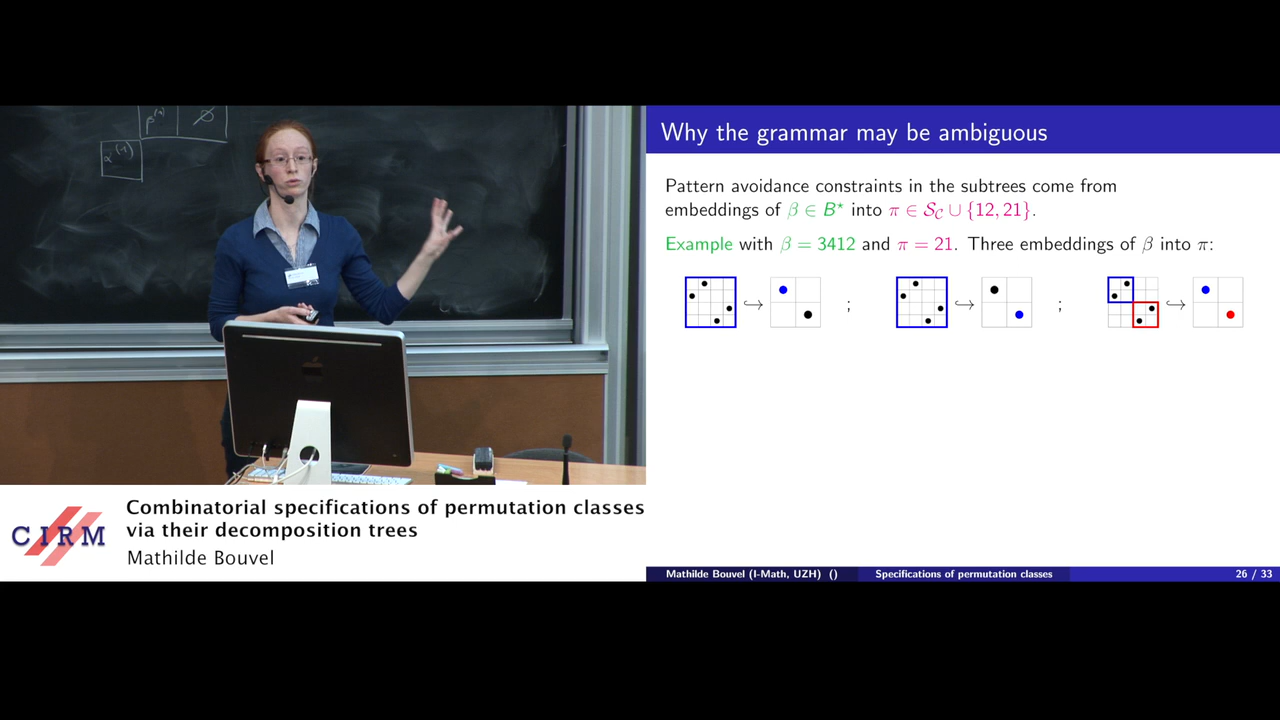 β⁽¹⁾ ∅
α⁽¹⁾
Why the grammar may be ambiguous
Pattern avoidance constraints in the subtrees come from
embeddings of β ∈ B* into π ∈ S_C ∪ {12, 21}.
Example with β = 3412 and π = 21. Three embeddings of β into π:
↪ ; ↪ ; ↪
CIRM
Combinatorial specifications of permutation classes
via their decomposition trees
Mathilde Bouvel
Mathilde Bouvel (I-Math, UZH) () Specifications of permutation classes 26 / 33